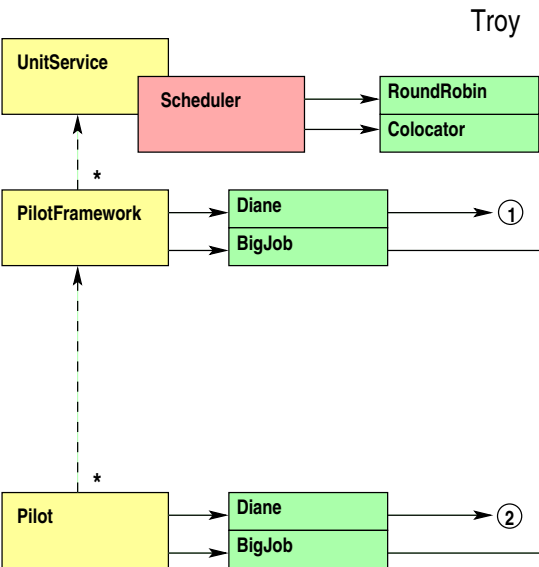 Troy
UnitService
Scheduler
RoundRobin
Colocator
*
PilotFramework
Diane
1
BigJob
*
Pilot
Diane
2
BigJob